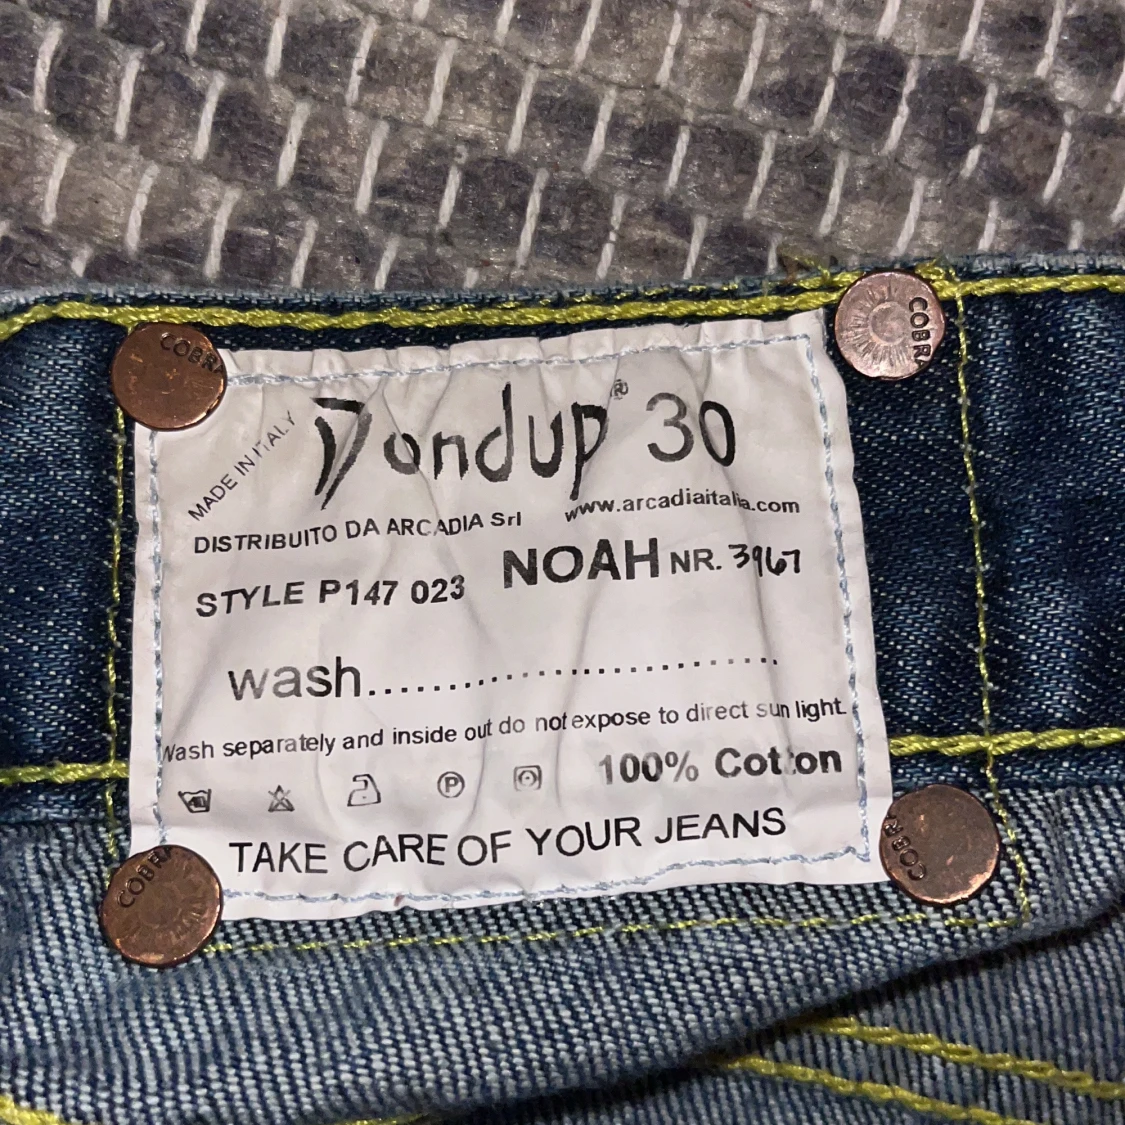 COBRA
COBRA
MADE IN ITALY
Dondup® 30
DISTRIBUITO DA ARCADIA Srl
www.arcadiaitalia.com
STYLE P147 023
NOAH NR. 3967
wash..............................
Wash separately and inside out do not expose to direct sun light.
P
100% Cotton
TAKE CARE OF YOUR JEANS
COBRA
COBRA